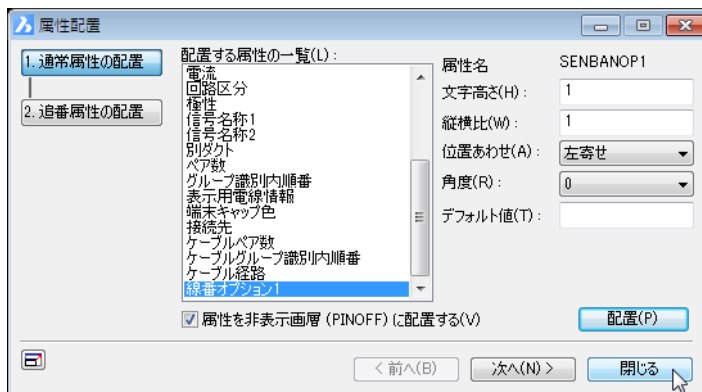 属性配置
1.通常属性の配置
2.追番属性の配置
配置する属性の一覧(L):
電流
回路区分
極性
信号名称1
信号名称2
別ダクト
ペア数
グループ識別内順番
表示用電線情報
端末キャップ色
接続先
ケーブルペア数
ケーブルグループ識別内順番
ケーブル経路
線番オプション1
属性を非表示画層 (PINOFF) に配置する(V)
属性名 SENBANOP1
文字高さ(H): 1
縦横比(W): 1
位置あわせ(A): 左寄せ
角度(R): 0
デフォルト値(T):
配置(P)
< 前へ(B) 次へ(N) > 閉じる